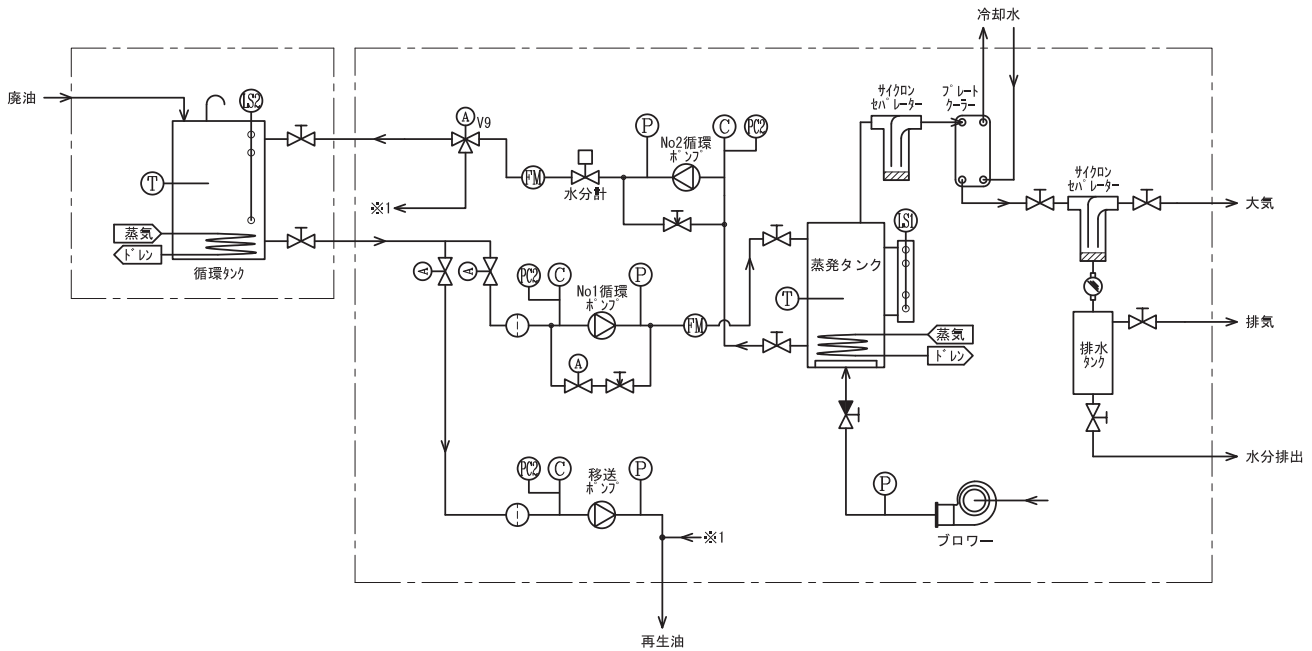 冷却水
廃油
LS2
A
V9
P
No2循環
ポンプ
C
PC2
サイクロン
セパレーター
プレート
クーラー
サイクロン
セパレーター
T
FM
水分計
※1
大気
LS1
蒸気
ドレン
循環タンク
A
A
PC2
C
No1循環
ポンプ
P
FM
蒸発タンク
T
蒸気
ドレン
排気
排水
タンク
A
PC2
C
移送
ポンプ
P
水分排出
P
※1
ブロワー
再生油